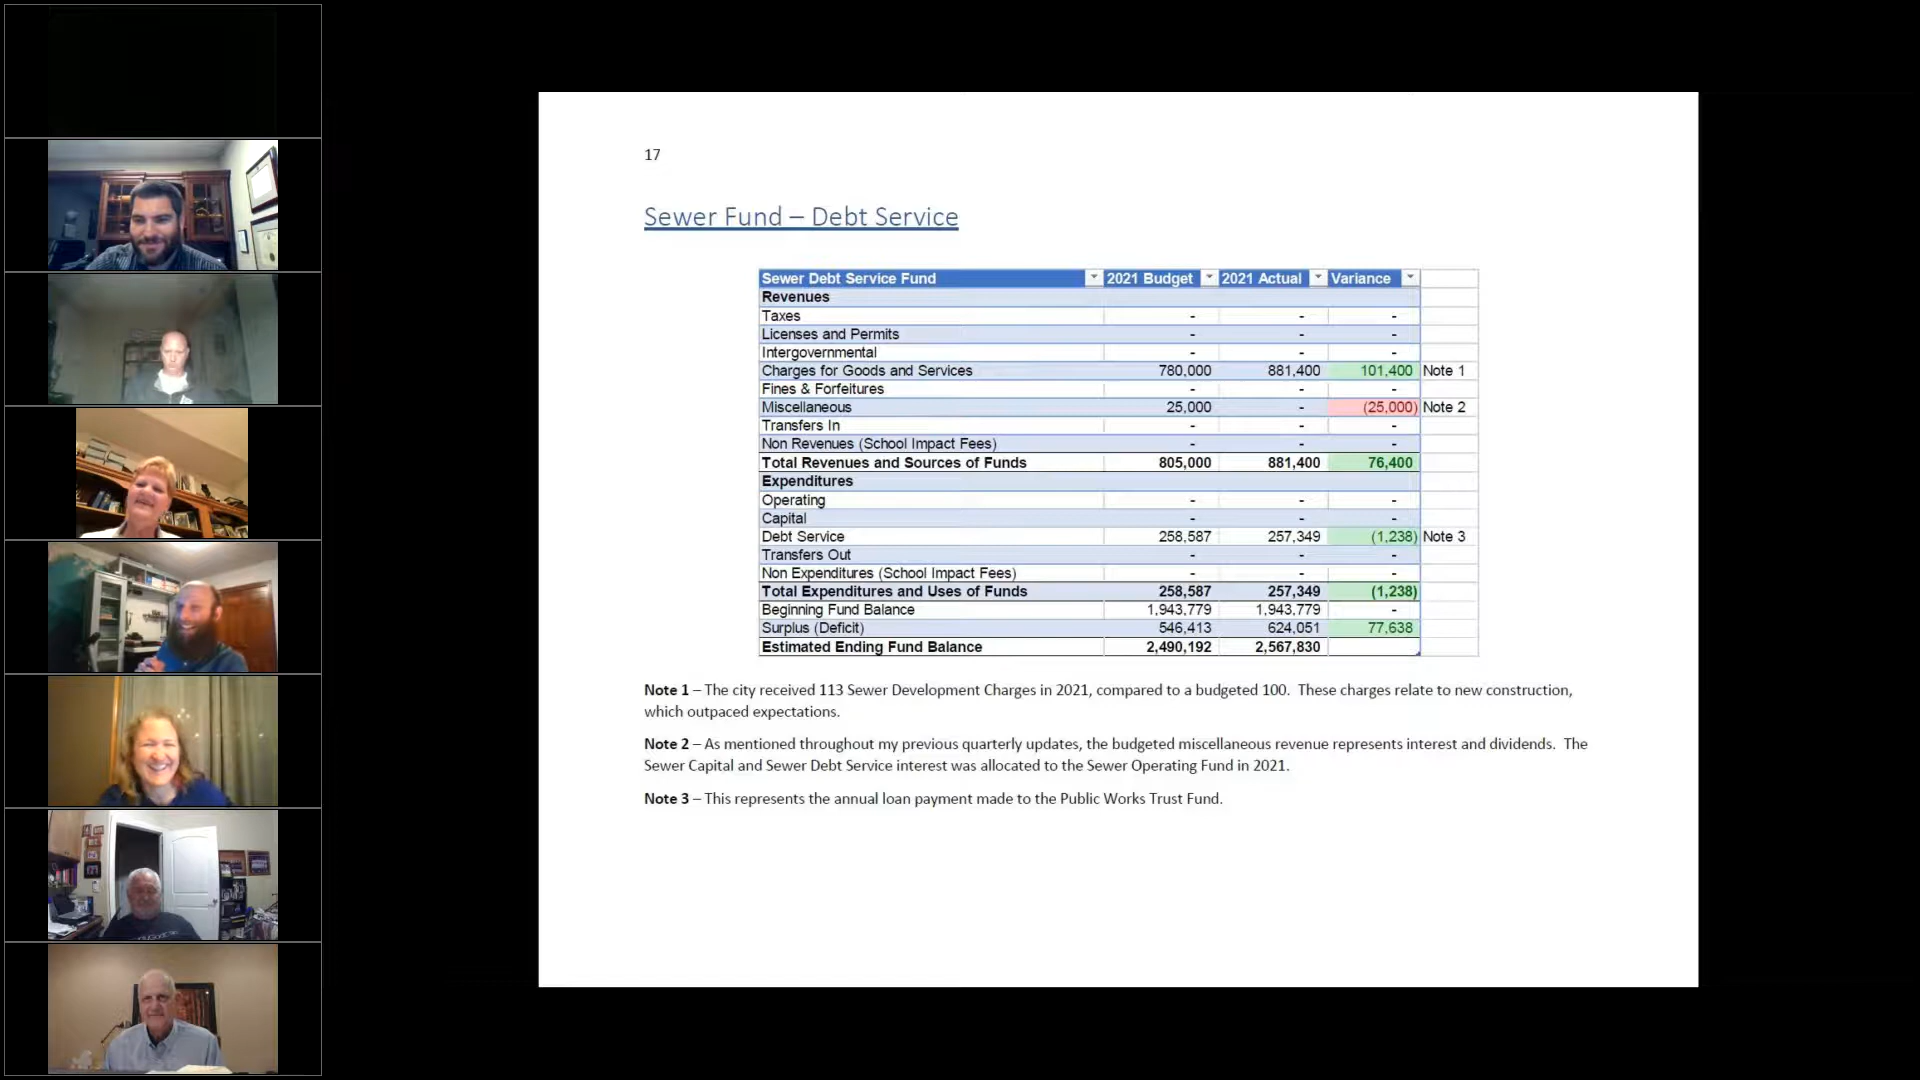 17
Sewer Fund – Debt Service
Sewer Debt Service Fund 2021 Budget 2021 Actual Variance
Revenues
Taxes - - -
Licenses and Permits - - -
Intergovernmental - - -
Charges for Goods and Services 780,000 881,400 101,400 Note 1
Fines & Forfeitures - - -
Miscellaneous 25,000 - (25,000) Note 2
Transfers In - - -
Non Revenues (School Impact Fees) - - -
Total Revenues and Sources of Funds 805,000 881,400 76,400
Expenditures
Operating - - -
Capital - - -
Debt Service 258,587 257,349 (1,238) Note 3
Transfers Out - - -
Non Expenditures (School Impact Fees) - - -
Total Expenditures and Uses of Funds 258,587 257,349 (1,238)
Beginning Fund Balance 1,943,779 1,943,779 -
Surplus (Deficit) 546,413 624,051 77,638
Estimated Ending Fund Balance 2,490,192 2,567,830
Note 1 – The city received 113 Sewer Development Charges in 2021, compared to a budgeted 100. These charges relate to new construction,
which outpaced expectations.
Note 2 – As mentioned throughout my previous quarterly updates, the budgeted miscellaneous revenue represents interest and dividends. The
Sewer Capital and Sewer Debt Service interest was allocated to the Sewer Operating Fund in 2021.
Note 3 – This represents the annual loan payment made to the Public Works Trust Fund.